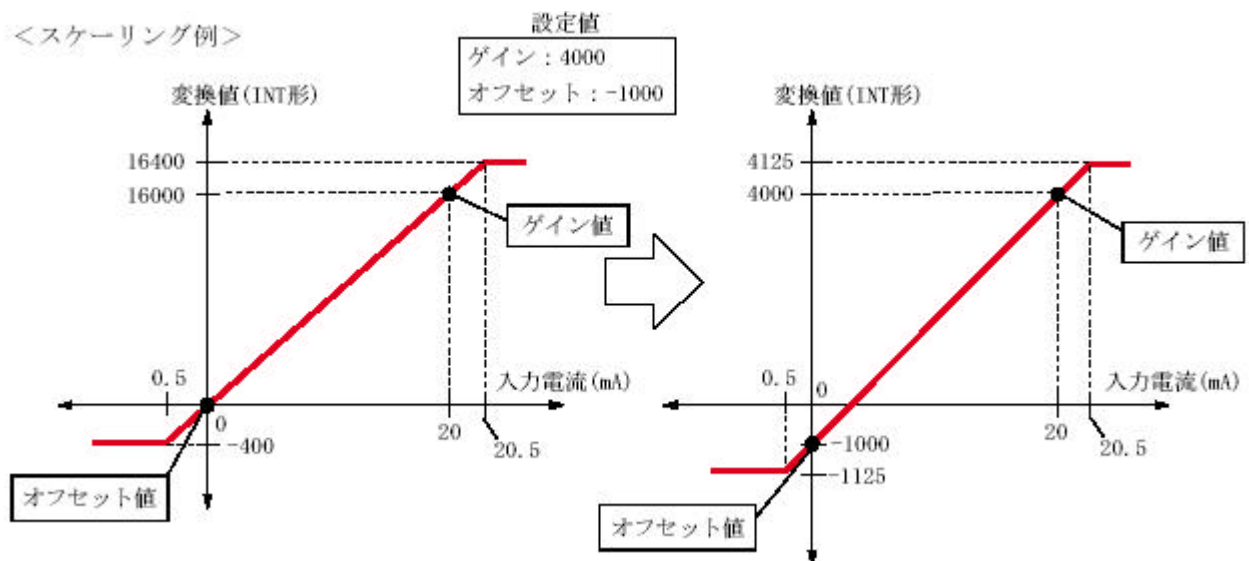 ＜スケーリング例＞
設定値
ゲイン：4000
オフセット：-1000
変換値(INT形)
16400
16000
ゲイン値
0.5
入力電流(mA)
0
20
-400
20.5
オフセット値
変換値(INT形)
4125
4000
ゲイン値
0.5
0
入力電流(mA)
20
-1000
20.5
-1125
オフセット値